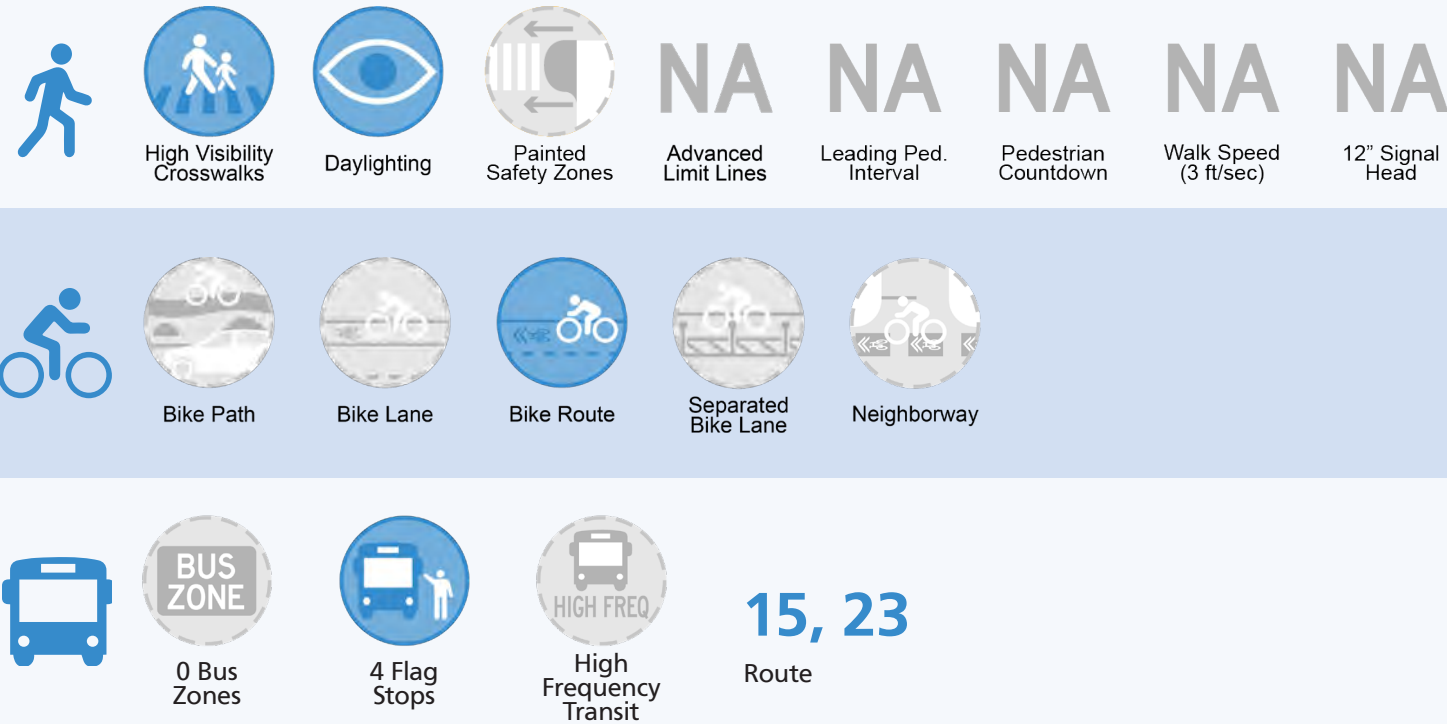 NA NA NA NA NA
High Visibility
Crosswalks
Daylighting
Painted
Safety Zones
Advanced
Limit Lines
Leading Ped.
Interval
Pedestrian
Countdown
Walk Speed
(3 ft/sec)
12” Signal
Head
Bike Path
Bike Lane
Bike Route
Separated
Bike Lane
Neighborway
BUS
ZONE
HIGH FREQ
15, 23
0 Bus
Zones
4 Flag
Stops
High
Frequency
Transit
Route